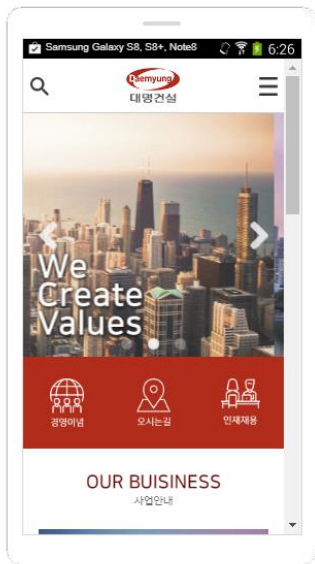 Samsung Galaxy S8, S8+, Note8 6:26
Daemyung
대명건설
We
Create
Values
경영이념 오시는길 인재채용
OUR BUISINESS
사업안내